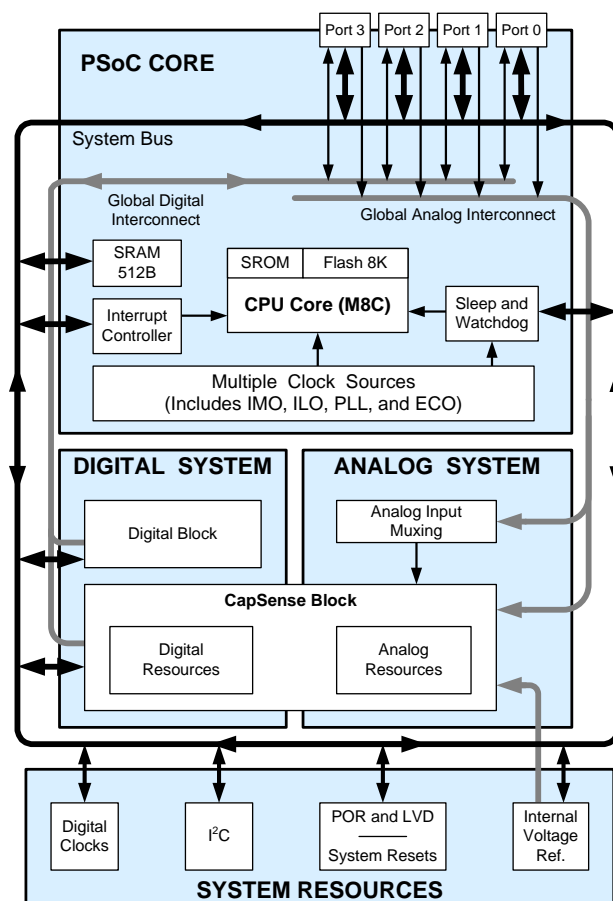 Port 3 Port 2 Port 1 Port 0
PSoC CORE
System Bus
Global Digital
Interconnect
Global Analog Interconnect
SRAM
512B
SROM Flash 8K
CPU Core (M8C)
Interrupt
Controller
Sleep and
Watchdog
Multiple Clock Sources
(Includes IMO, ILO, PLL, and ECO)
DIGITAL SYSTEM
ANALOG SYSTEM
Digital Block
Analog Input
Muxing
CapSense Block
Digital
Resources
Analog
Resources
Digital
Clocks
I²C
POR and LVD
System Resets
Internal
Voltage
Ref.
SYSTEM RESOURCES